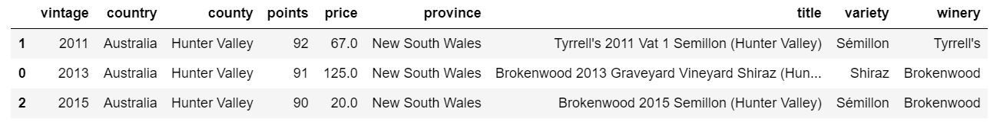 vintage country county points price province title variety winery
1 2011 Australia Hunter Valley 92 67.0 New South Wales Tyrrell's 2011 Vat 1 Semillon (Hunter Valley) Sémillon Tyrrell's
0 2013 Australia Hunter Valley 91 125.0 New South Wales Brokenwood 2013 Graveyard Vineyard Shiraz (Hun... Shiraz Brokenwood
2 2015 Australia Hunter Valley 90 20.0 New South Wales Brokenwood 2015 Semillon (Hunter Valley) Sémillon Brokenwood